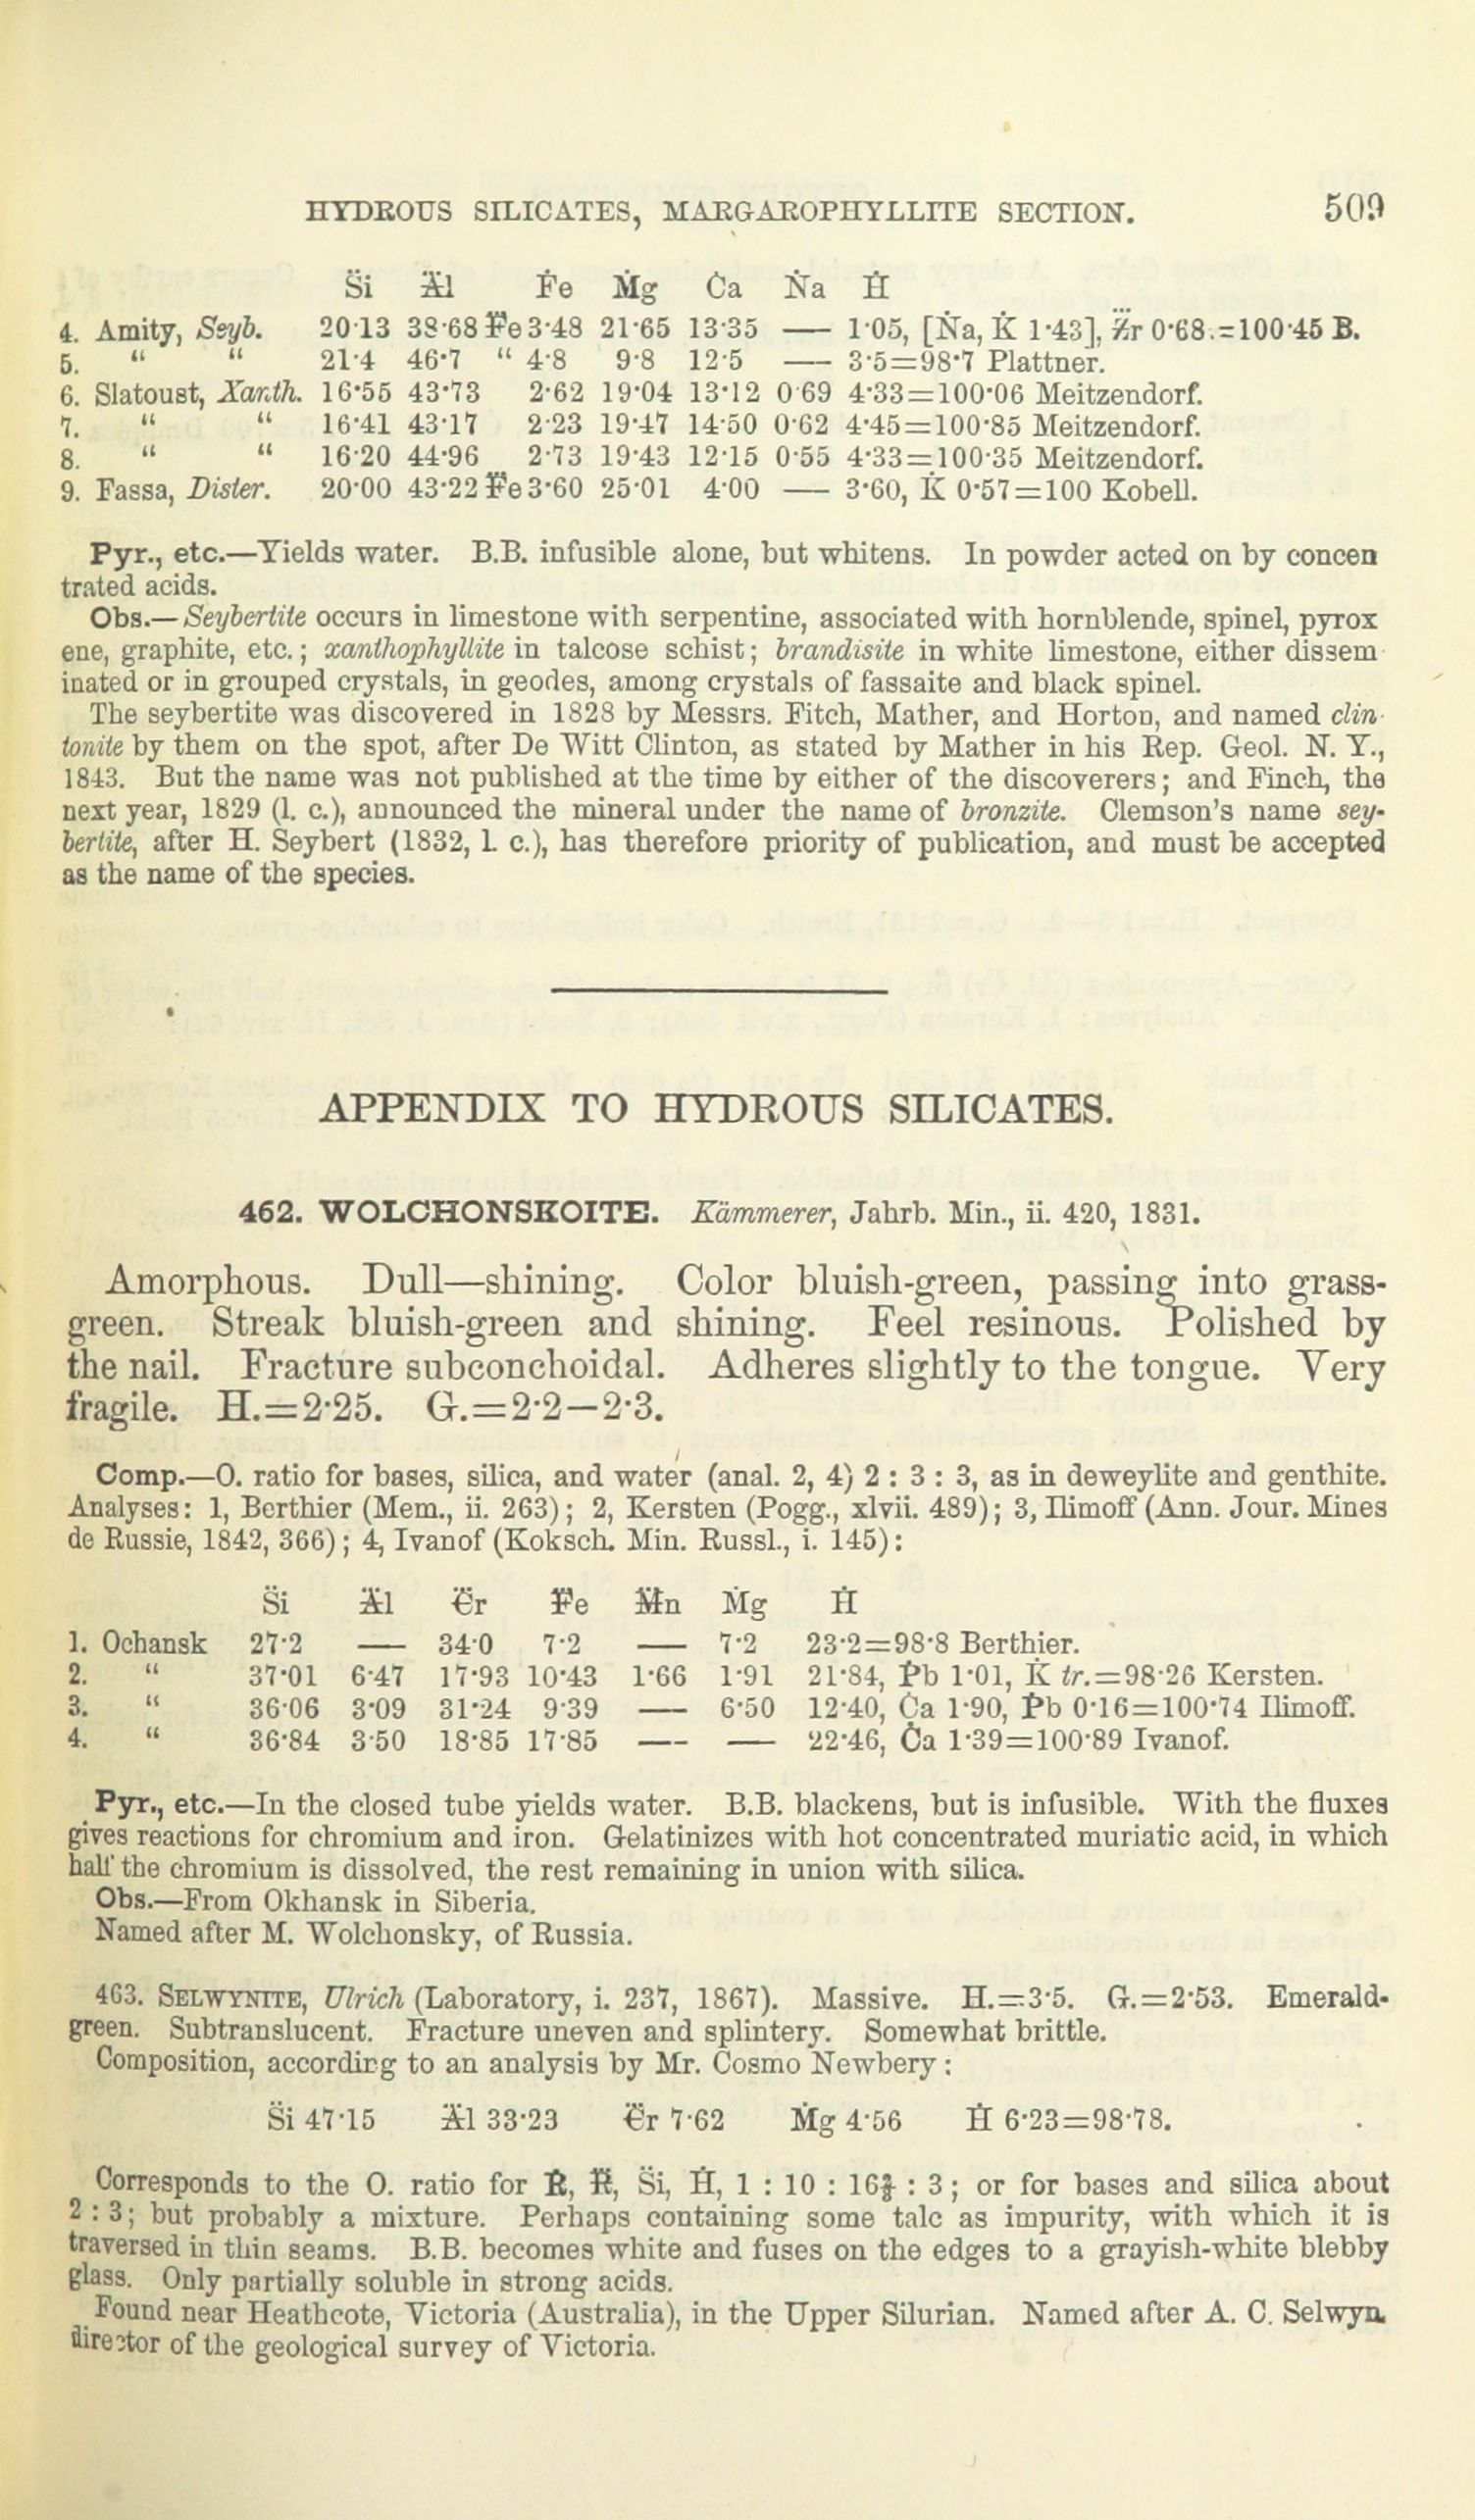 HYDROUS SILICATES, MARGAROPHYLLITE SECTION. 509
S̈i A̶̎l Ḟe Ṁg Ċa Ṅa Ḣ
4. Amity, Seyb. 20·13 38·68 F̶̎e 3·48 21·65 13·35 — 1·05, [Ṅa, K̇ 1·43], Z̶̎r 0·68.=100·45 B.
5. “ “ 21·4 46·7 “ 4·8 9·8 12·5 — 3·5=98·7 Plattner.
6. Slatoust, Xanth. 16·55 43·73 2·62 19·04 13·12 0·69 4·33=100·06 Meitzendorf.
7. “ “ 16·41 43·17 2·23 19·47 14·50 0·62 4·45=100·85 Meitzendorf.
8. “ “ 16·20 44·96 2·73 19·43 12·15 0·55 4·33=100·35 Meitzendorf.
9. Fassa, Dister. 20·00 43·22 F̶̎e 3·60 25·01 4·00 — 3·60, K̇ 0·57=100 Kobell.
Pyr., etc.—Yields water. B.B. infusible alone, but whitens. In powder acted on by concen
trated acids.
Obs.—Seybertite occurs in limestone with serpentine, associated with hornblende, spinel, pyrox
ene, graphite, etc.; xanthophyllite in talcose schist; brandisite in white limestone, either dissem
inated or in grouped crystals, in geodes, among crystals of fassaite and black spinel.
The seybertite was discovered in 1828 by Messrs. Fitch, Mather, and Horton, and named clin-
tonite by them on the spot, after De Witt Clinton, as stated by Mather in his Rep. Geol. N. Y.,
1843. But the name was not published at the time by either of the discoverers; and Finch, the
next year, 1829 (l. c.), announced the mineral under the name of bronzite. Clemson's name sey-
bertite, after H. Seybert (1832, l. c.), has therefore priority of publication, and must be accepted
as the name of the species.
APPENDIX TO HYDROUS SILICATES.
462. WOLCHONSKOITE. Kämmerer, Jahrb. Min., ii. 420, 1831.
Amorphous. Dull—shining. Color bluish-green, passing into grass-
green. Streak bluish-green and shining. Feel resinous. Polished by
the nail. Fracture subconchoidal. Adheres slightly to the tongue. Very
fragile. H.=2·25. G.=2·2–2·3.
Comp.—O. ratio for bases, silica, and water (anal. 2, 4) 2 : 3 : 3, as in deweylite and genthite.
Analyses: 1, Berthier (Mem., ii. 263); 2, Kersten (Pogg., xlvii. 489); 3, Ilimoff (Ann. Jour. Mines
de Russie, 1842, 366); 4, Ivanof (Koksch. Min. Russl., i. 145):
S̈i A̶̎l C̶̎r F̶̎e M̶̎n Ṁg Ḣ
1. Ochansk 27·2 — 34·0 7·2 — 7·2 23·2=98·8 Berthier.
2. “ 37·01 6·47 17·93 10·43 1·66 1·91 21·84, Ṗb 1·01, K̇ tr.=98·26 Kersten.
3. “ 36·06 3·09 31·24 9·39 — 6·50 12·40, Ċa 1·90, Ṗb 0·16=100·74 Ilimoff.
4. “ 36·84 3·50 18·85 17·85 — — 22·46, Ċa 1·39=100·89 Ivanof.
Pyr., etc.—In the closed tube yields water. B.B. blackens, but is infusible. With the fluxes
gives reactions for chromium and iron. Gelatinizes with hot concentrated muriatic acid, in which
half the chromium is dissolved, the rest remaining in union with silica.
Obs.—From Okhansk in Siberia.
Named after M. Wolchonsky, of Russia.
463. SELWYNITE, Ulrich (Laboratory, i. 237, 1867). Massive. H.=3·5. G.=2·53. Emerald-
green. Subtranslucent. Fracture uneven and splintery. Somewhat brittle.
Composition, according to an analysis by Mr. Cosmo Newbery:
S̈i 47·15 A̶̎l 33·23 C̶̎r 7·62 Ṁg 4·56 Ḣ 6·23=98·78.
Corresponds to the O. ratio for Ṙ, R̶̎, S̈i, Ḣ, 1 : 10 : 16⅔ : 3; or for bases and silica about
2 : 3; but probably a mixture. Perhaps containing some talc as impurity, with which it is
traversed in thin seams. B.B. becomes white and fuses on the edges to a grayish-white blebby
glass. Only partially soluble in strong acids.
Found near Heathcote, Victoria (Australia), in the Upper Silurian. Named after A. C. Selwyn
director of the geological survey of Victoria.